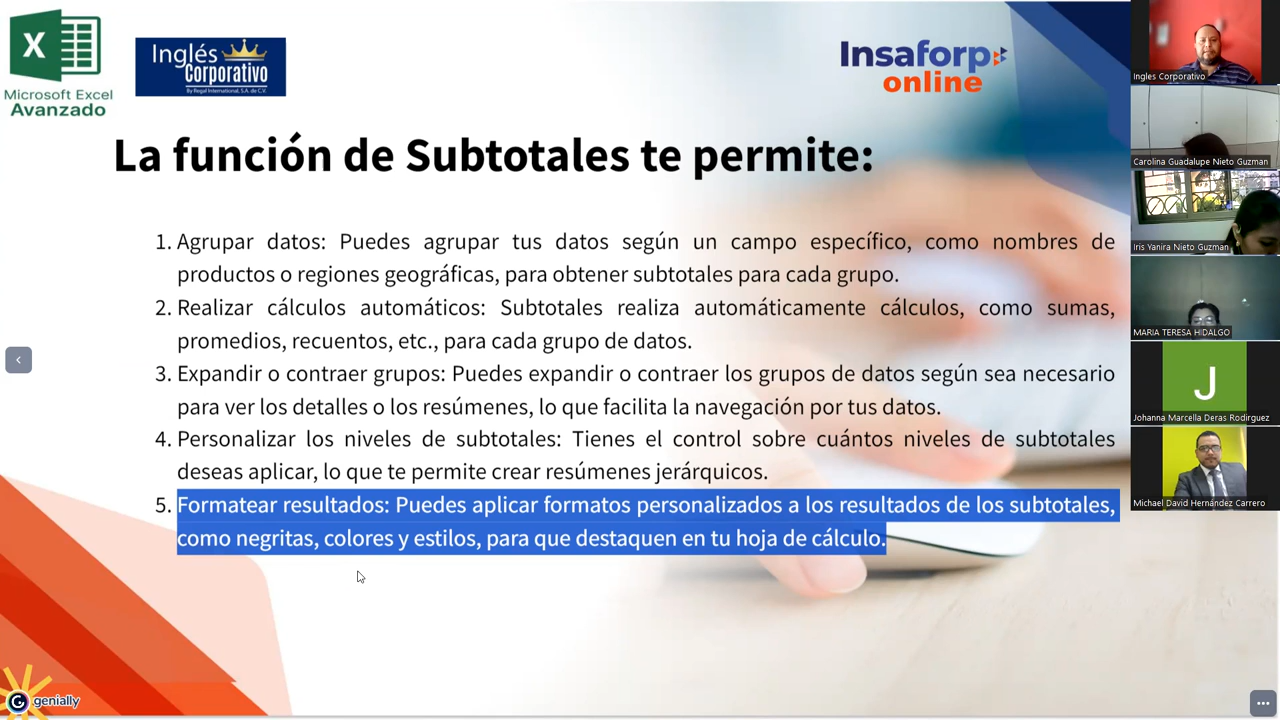 X
Microsoft Excel
Avanzado
Inglés
Corporativo
By Regal International, S.A. de C.V.
Insaforp
online
La función de Subtotales te permite:
1. Agrupar datos: Puedes agrupar tus datos según un campo específico, como nombres de
productos o regiones geográficas, para obtener subtotales para cada grupo.
2. Realizar cálculos automáticos: Subtotales realiza automáticamente cálculos, como sumas,
promedios, recuentos, etc., para cada grupo de datos.
3. Expandir o contraer grupos: Puedes expandir o contraer los grupos de datos según sea necesario
para ver los detalles o los resúmenes, lo que facilita la navegación por tus datos.
4. Personalizar los niveles de subtotales: Tienes el control sobre cuántos niveles de subtotales
deseas aplicar, lo que te permite crear resúmenes jerárquicos.
5. Formatear resultados: Puedes aplicar formatos personalizados a los resultados de los subtotales,
como negritas, colores y estilos, para que destaquen en tu hoja de cálculo.
genially
Ingles Corporativo
Carolina Guadalupe Nieto Guzman
Iris Yanira Nieto Guzman
MARIA TERESA HIDALGO
J
Johanna Marcella Deras Rodirguez
Michael David Hernández Carrero